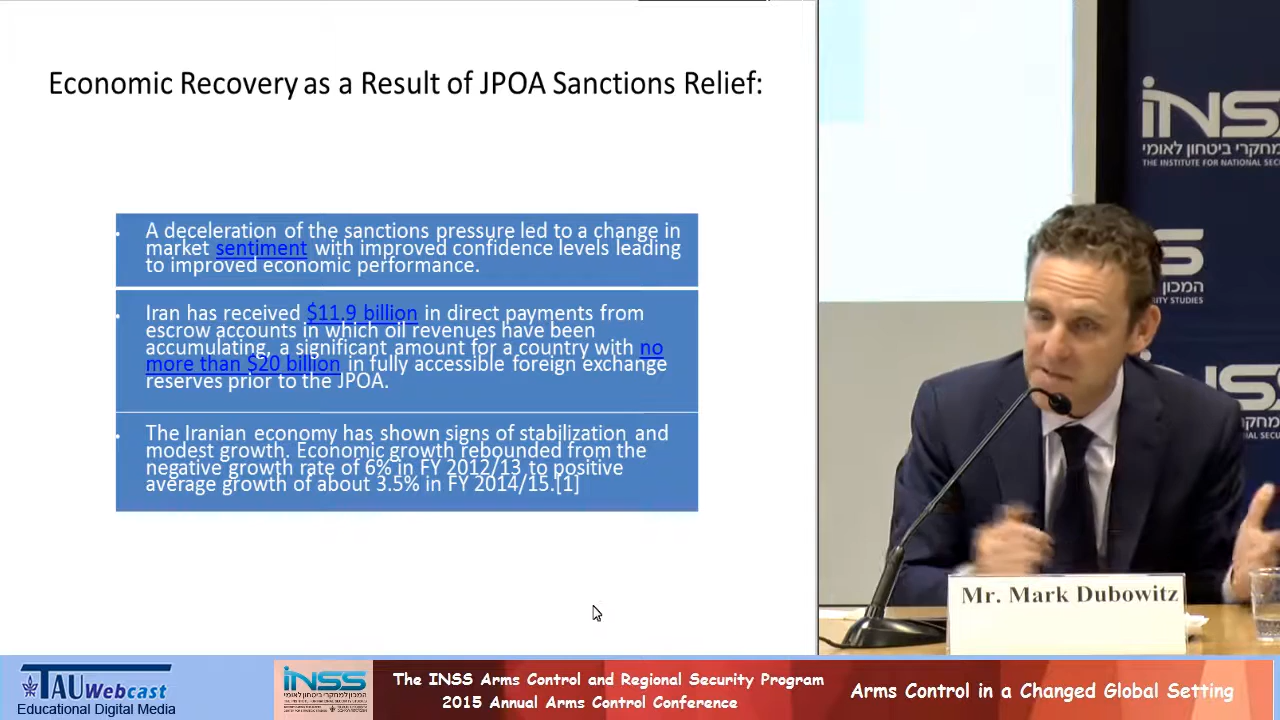 Economic Recovery as a Result of JPOA Sanctions Relief:
• A deceleration of the sanctions pressure led to a change in
market sentiment with improved confidence levels leading
to improved economic performance.
• Iran has received $11.9 billion in direct payments from
escrow accounts in which oil revenues have been
accumulating, a significant amount for a country with no
more than $20 billion in fully accessible foreign exchange
reserves prior to the JPOA.
• The Iranian economy has shown signs of stabilization and
modest growth. Economic growth rebounded from the
negative growth rate of 6% in FY 2012/13 to positive
average growth of about 3.5% in FY 2014/15.[1]
INSS
מחקרי ביטחון לאומי
THE INSTITUTE FOR NATIONAL SEC
SS
המכון
RITY STUDIES
INSS
Mr. Mark Dubowitz
TAU Webcast
Educational Digital Media
INSS
The INSS Arms Control and Regional Security Program
2015 Annual Arms Control Conference
Arms Control in a Changed Global Setting